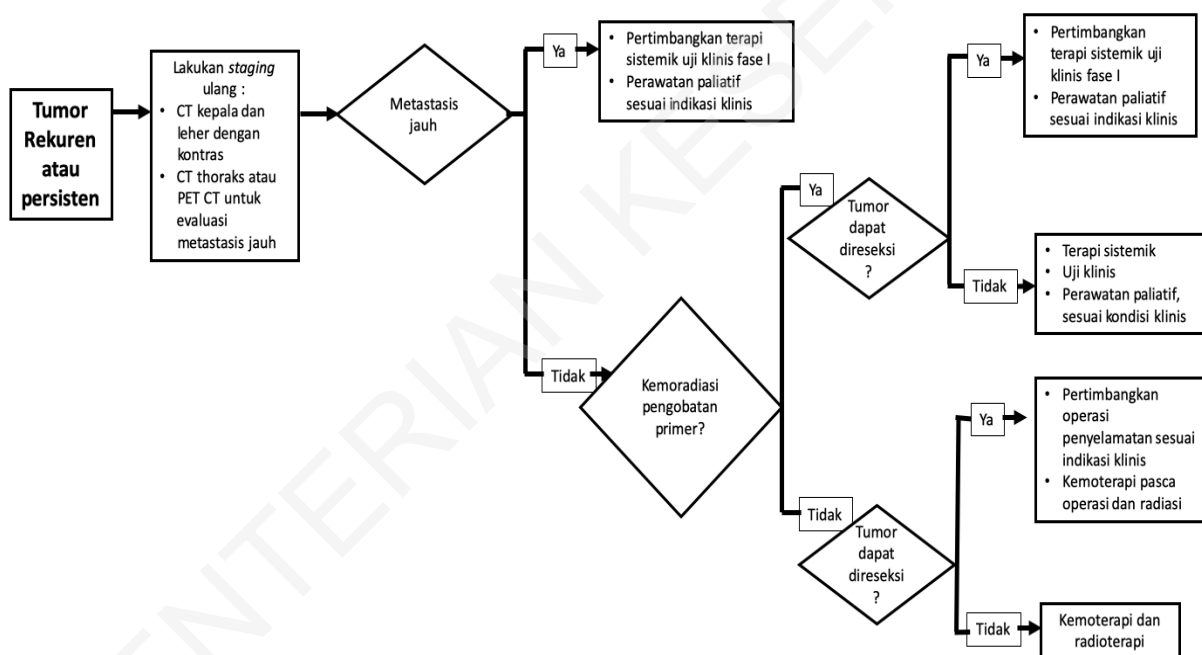 Tumor
Rekuren
atau
persisten
Lakukan staging
ulang :
• CT kepala dan
leher dengan
kontras
• CT thoraks atau
PET CT untuk
evaluasi
metastasis jauh
Metastasis
jauh
Ya
• Pertimbangkan terapi
sistemik uji klinis fase I
• Perawatan paliatif
sesuai indikasi klinis
Tidak
Kemoradiasi
pengobatan
primer?
Ya
Tumor
dapat
direseksi
?
Ya
• Pertimbangkan
terapi sistemik uji
klinis fase I
• Perawatan paliatif
sesuai indikasi klinis
Tidak
• Terapi sistemik
• Uji klinis
• Perawatan paliatif,
sesuai kondisi klinis
Tidak
Tumor
dapat
direseksi
?
Ya
• Pertimbangkan
operasi
penyelamatan sesuai
indikasi klinis
• Kemoterapi pasca
operasi dan radiasi
Tidak
Kemoterapi dan
radioterapi
ENTERIAN KESE